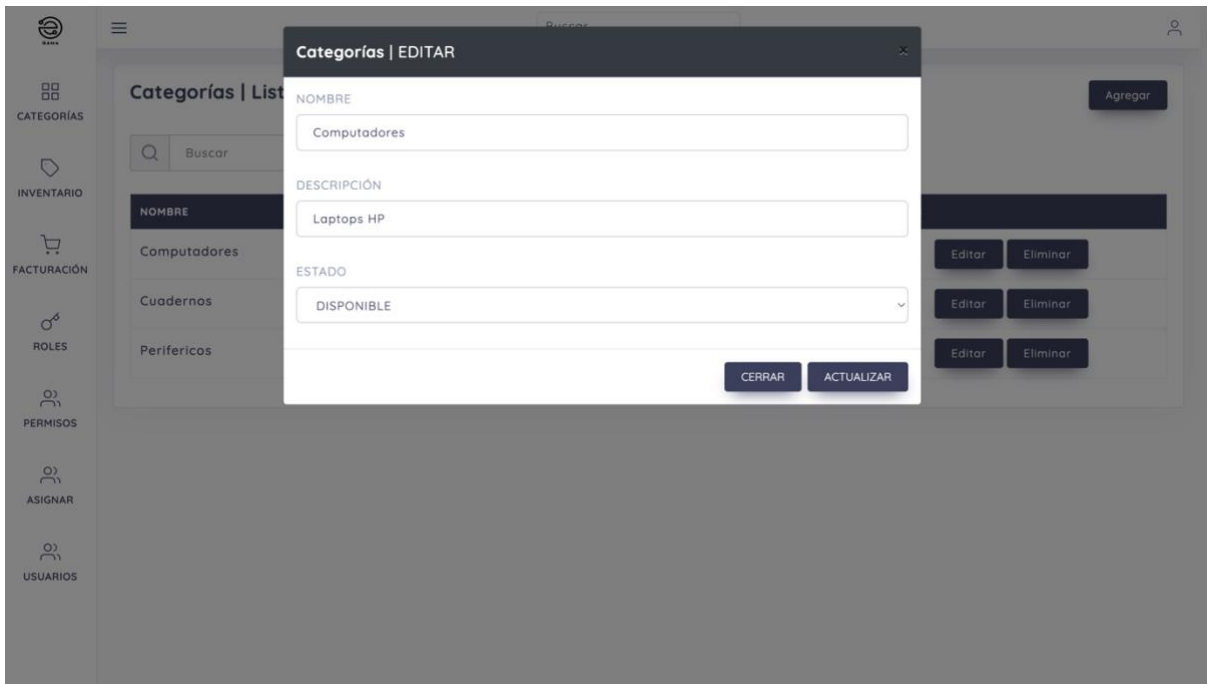 BAHA
Buscar
Categorías | EDITAR
x
CATEGORÍAS
INVENTARIO
FACTURACIÓN
ROLES
PERMISOS
ASIGNAR
USUARIOS
Categorías | List
Agregar
Buscar
NOMBRE
Computadores
Editar Eliminar
Cuadernos
Editar Eliminar
Perifericos
Editar Eliminar
NOMBRE
Computadores
DESCRIPCIÓN
Laptops HP
ESTADO
DISPONIBLE
CERRAR ACTUALIZAR